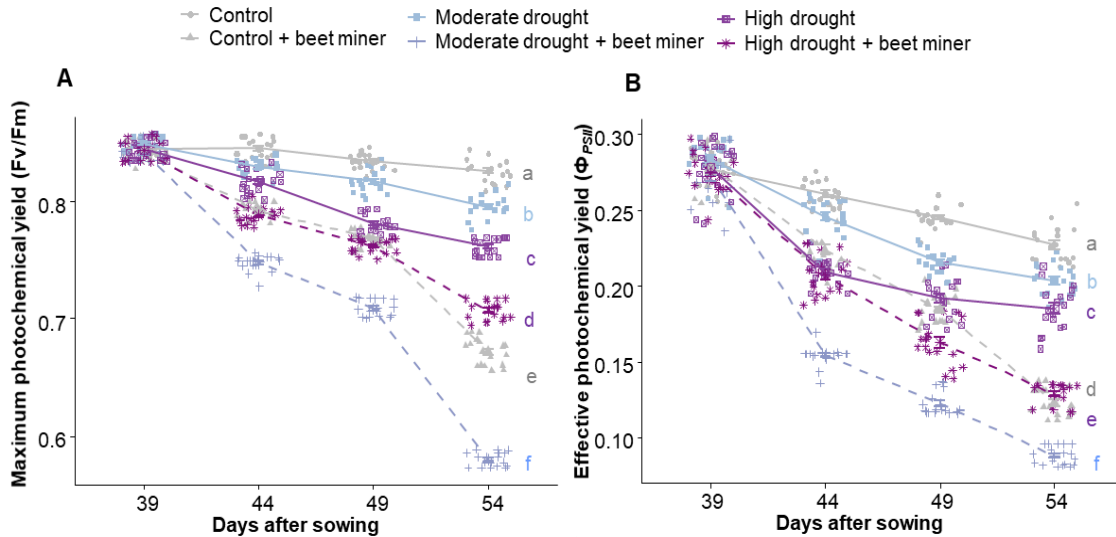 Control
Moderate drought
High drought
Control + beet miner
Moderate drought + beet miner
High drought + beet miner
A
Maximum photochemical yield (Fv/Fm)
0.8
0.7
0.6
a
b
c
d
e
f
39
44
49
54
Days after sowing
B
Effective photochemical yield (ΦPSII)
0.30
0.25
0.20
0.15
0.10
a
b
c
d
e
f
39
44
49
54
Days after sowing